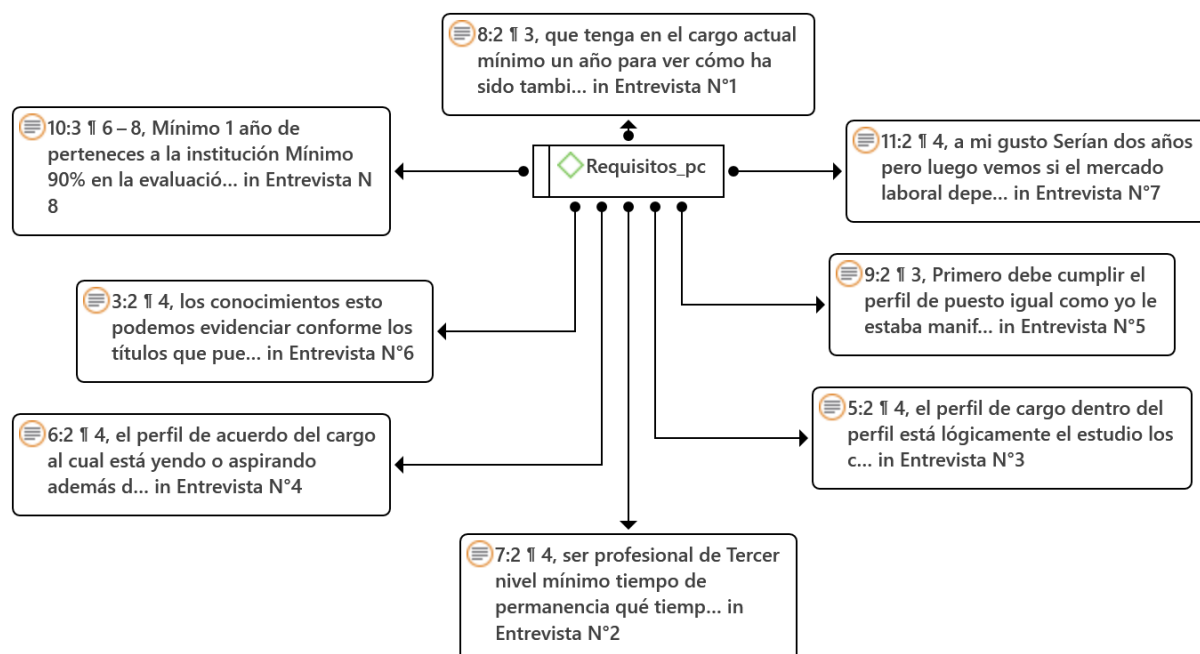 8:2 ¶ 3, que tenga en el cargo actual
mínimo un año para ver cómo ha
sido tambi... in Entrevista N°1
10:3 ¶ 6 – 8, Mínimo 1 año de
perteneces a la institución Mínimo
90% en la evaluació... in Entrevista N
8
Requisitos_pc
11:2 ¶ 4, a mi gusto Serían dos años
pero luego vemos si el mercado
laboral depe... in Entrevista N°7
3:2 ¶ 4, los conocimientos esto
podemos evidenciar conforme los
títulos que pue... in Entrevista N°6
9:2 ¶ 3, Primero debe cumplir el
perfil de puesto igual como yo le
estaba manif... in Entrevista N°5
6:2 ¶ 4, el perfil de acuerdo del cargo
al cual está yendo o aspirando
además d... in Entrevista N°4
5:2 ¶ 4, el perfil de cargo dentro del
perfil está lógicamente el estudio los
c... in Entrevista N°3
7:2 ¶ 4, ser profesional de Tercer
nivel mínimo tiempo de
permanencia qué tiemp... in
Entrevista N°2